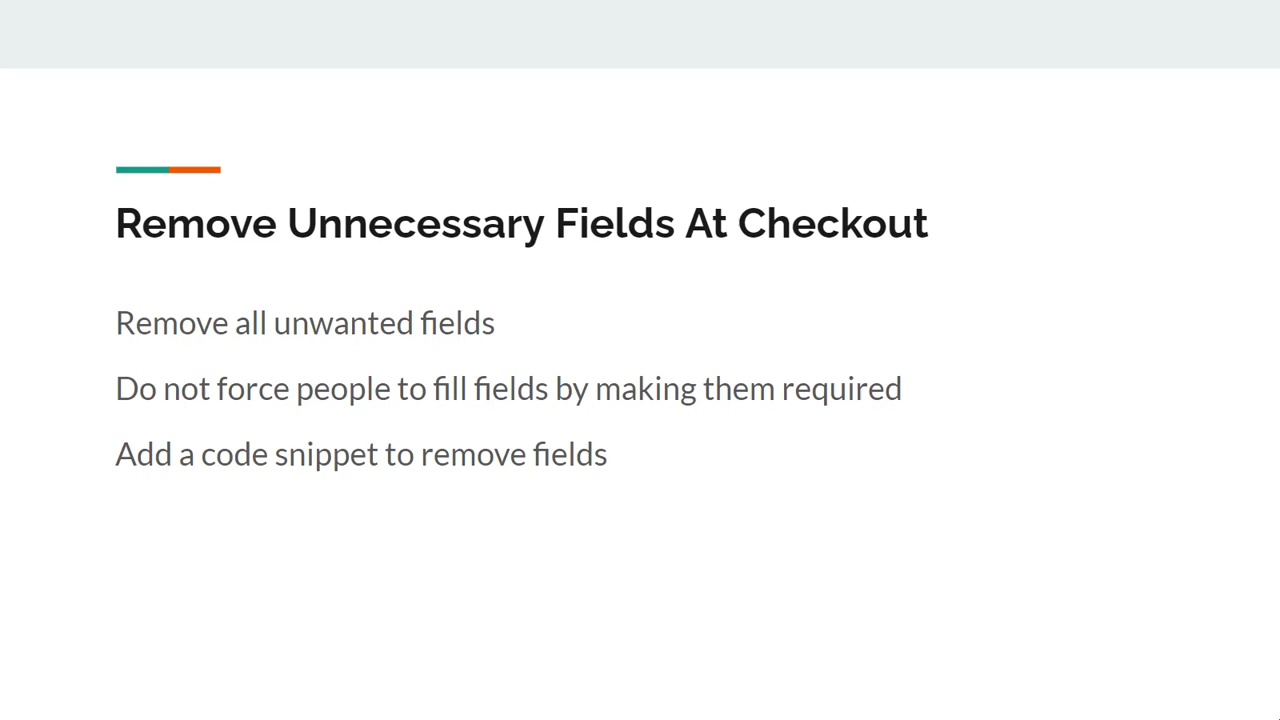 Remove Unnecessary Fields At Checkout
Remove all unwanted fields
Do not force people to fill fields by making them required
Add a code snippet to remove fields